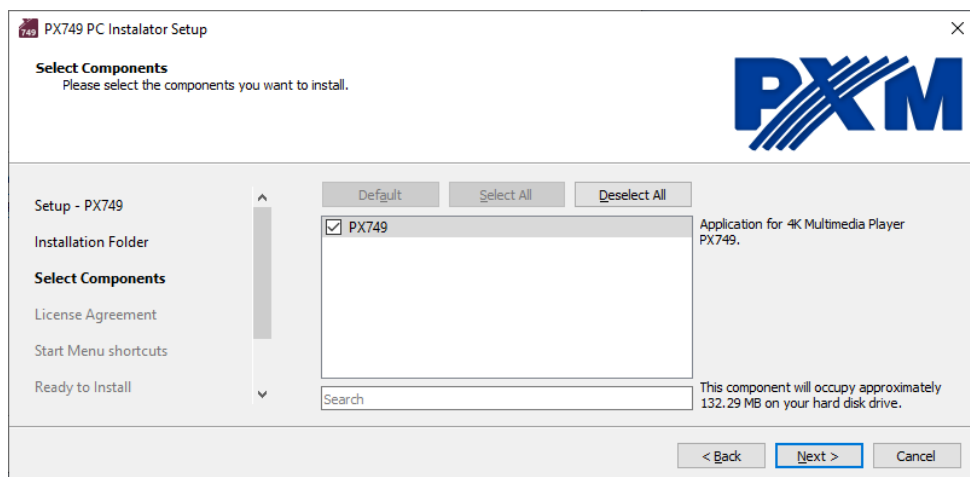 749 PX749 PC Instalator Setup
Select Components
Please select the components you want to install.
PXM
Setup - PX749
Installation Folder
Select Components
License Agreement
Start Menu shortcuts
Ready to Install
Default Select All Deselect All
PX749
Search
Application for 4K Multimedia Player
PX749.
This component will occupy approximately
132.29 MB on your hard disk drive.
< Back Next > Cancel